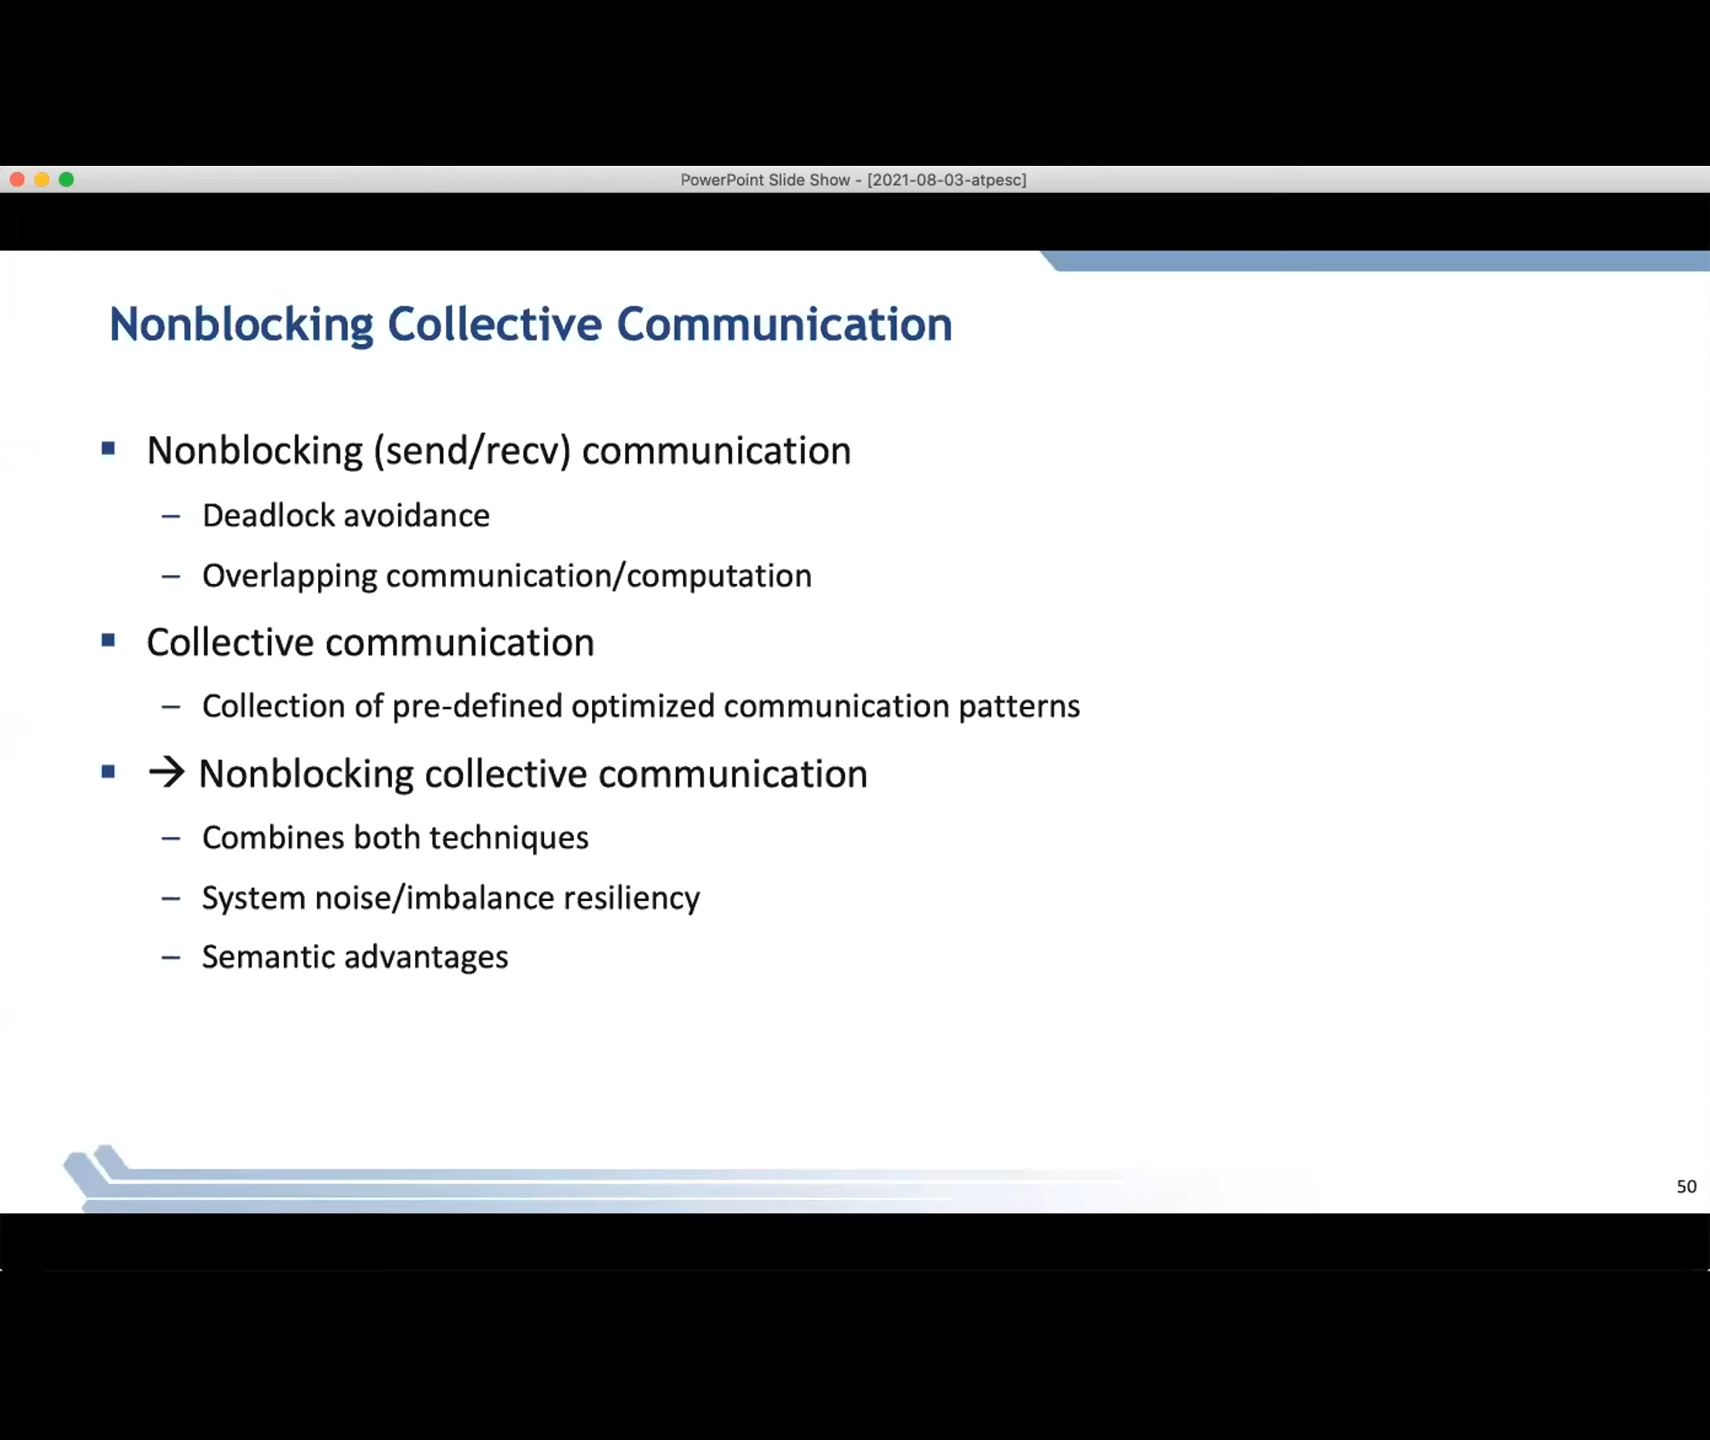 PowerPoint Slide Show - [2021-08-03-atpesc]
Nonblocking Collective Communication
▪ Nonblocking (send/recv) communication
– Deadlock avoidance
– Overlapping communication/computation
▪ Collective communication
– Collection of pre-defined optimized communication patterns
▪ → Nonblocking collective communication
– Combines both techniques
– System noise/imbalance resiliency
– Semantic advantages
50